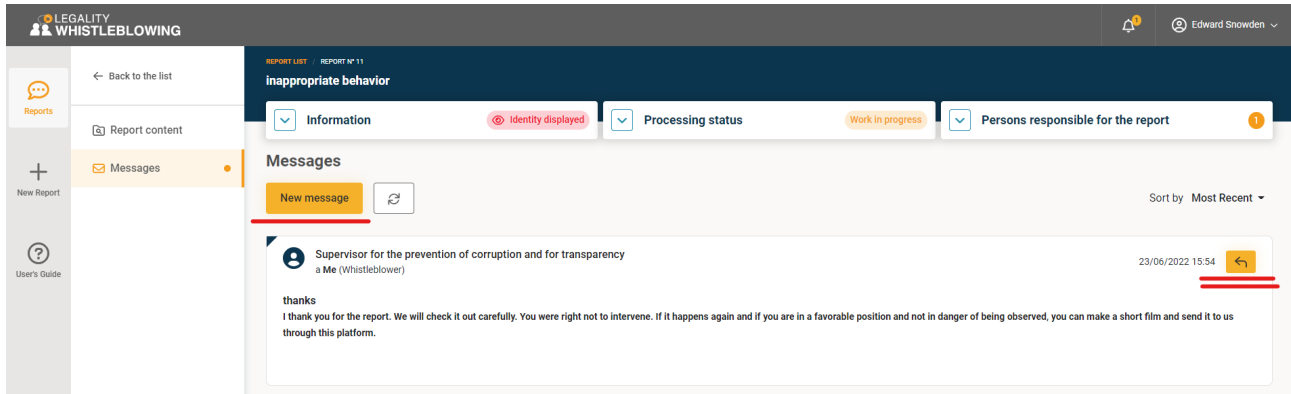 LEGALITY
WHISTLEBLOWING
1
Edward Snowden
Reports
New Report
User's Guide
Back to the list
Report content
Messages
REPORT LIST / REPORT N° 11
inappropriate behavior
Information
Identity displayed
Processing status
Work in progress
Persons responsible for the report
1
Messages
New message
Sort by Most Recent
Supervisor for the prevention of corruption and for transparency
a Me (Whistleblower)
23/06/2022 15:54
thanks
I thank you for the report. We will check it out carefully. You were right not to intervene. If it happens again and if you are in a favorable position and not in danger of being observed, you can make a short film and send it to us
through this platform.